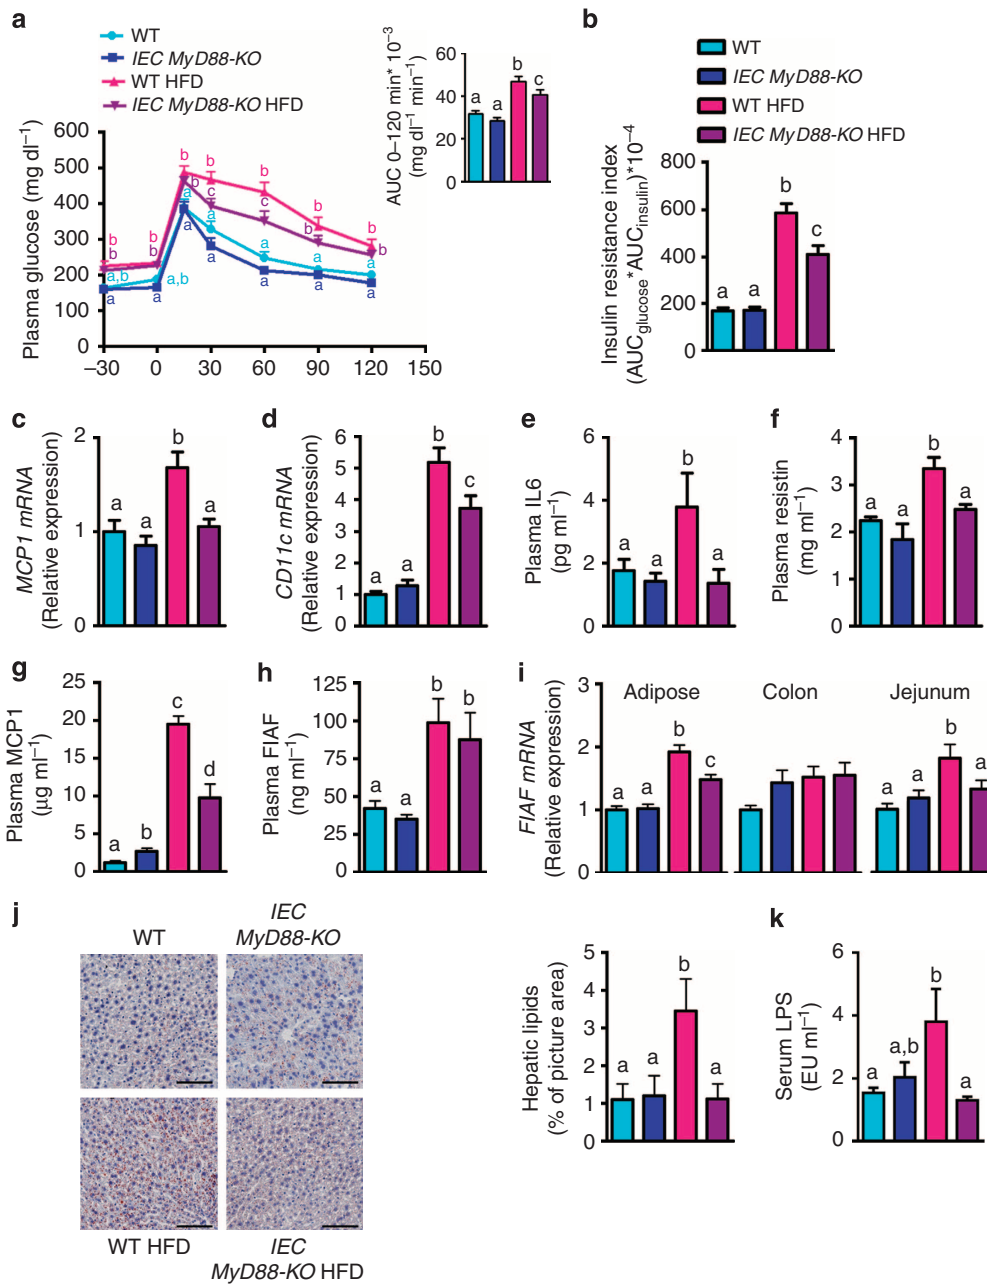 a
WT
IEC MyD88-KO
WT HFD
IEC MyD88-KO HFD
Plasma glucose (mg dl⁻¹)
600
500
400
300
200
100
0
–30 0 30 60 90 120 150
b b b b b b b b
b b b c c b b
a,b a,b a a a a a
a a a a a a a
AUC 0–120 min* 10⁻³
(mg dl⁻¹ min⁻¹)
60
40
20
0
a a b c
b
WT
IEC MyD88-KO
WT HFD
IEC MyD88-KO HFD
Insulin resistance index
(AUCglucose *AUCinsulin)*10⁻⁴
800
600
400
200
0
a a b c
c
MCP1 mRNA
(Relative expression)
2
1
0
a a b a
d
CD11c mRNA
(Relative expression)
6
5
4
3
2
1
0
a a b c
e
Plasma IL6
(pg ml⁻¹)
6
4
2
0
a a b a
f
Plasma resistin
(mg ml⁻¹)
4
3
2
1
0
a a b a
g
Plasma MCP1
(µg ml⁻¹)
25
20
15
10
5
0
a b c d
h
Plasma FIAF
(ng ml⁻¹)
125
100
75
50
25
0
a a b b
i
FIAF mRNA
(Relative expression)
3
2
1
0
Adipose Colon Jejunum
a a b c a a b a
j
WT
IEC
MyD88-KO
WT HFD
IEC
MyD88-KO HFD
Hepatic lipids
(% of picture area)
5
4
3
2
1
0
a a b a
k
Serum LPS
(EU ml⁻¹)
6
4
2
0
a a,b b a